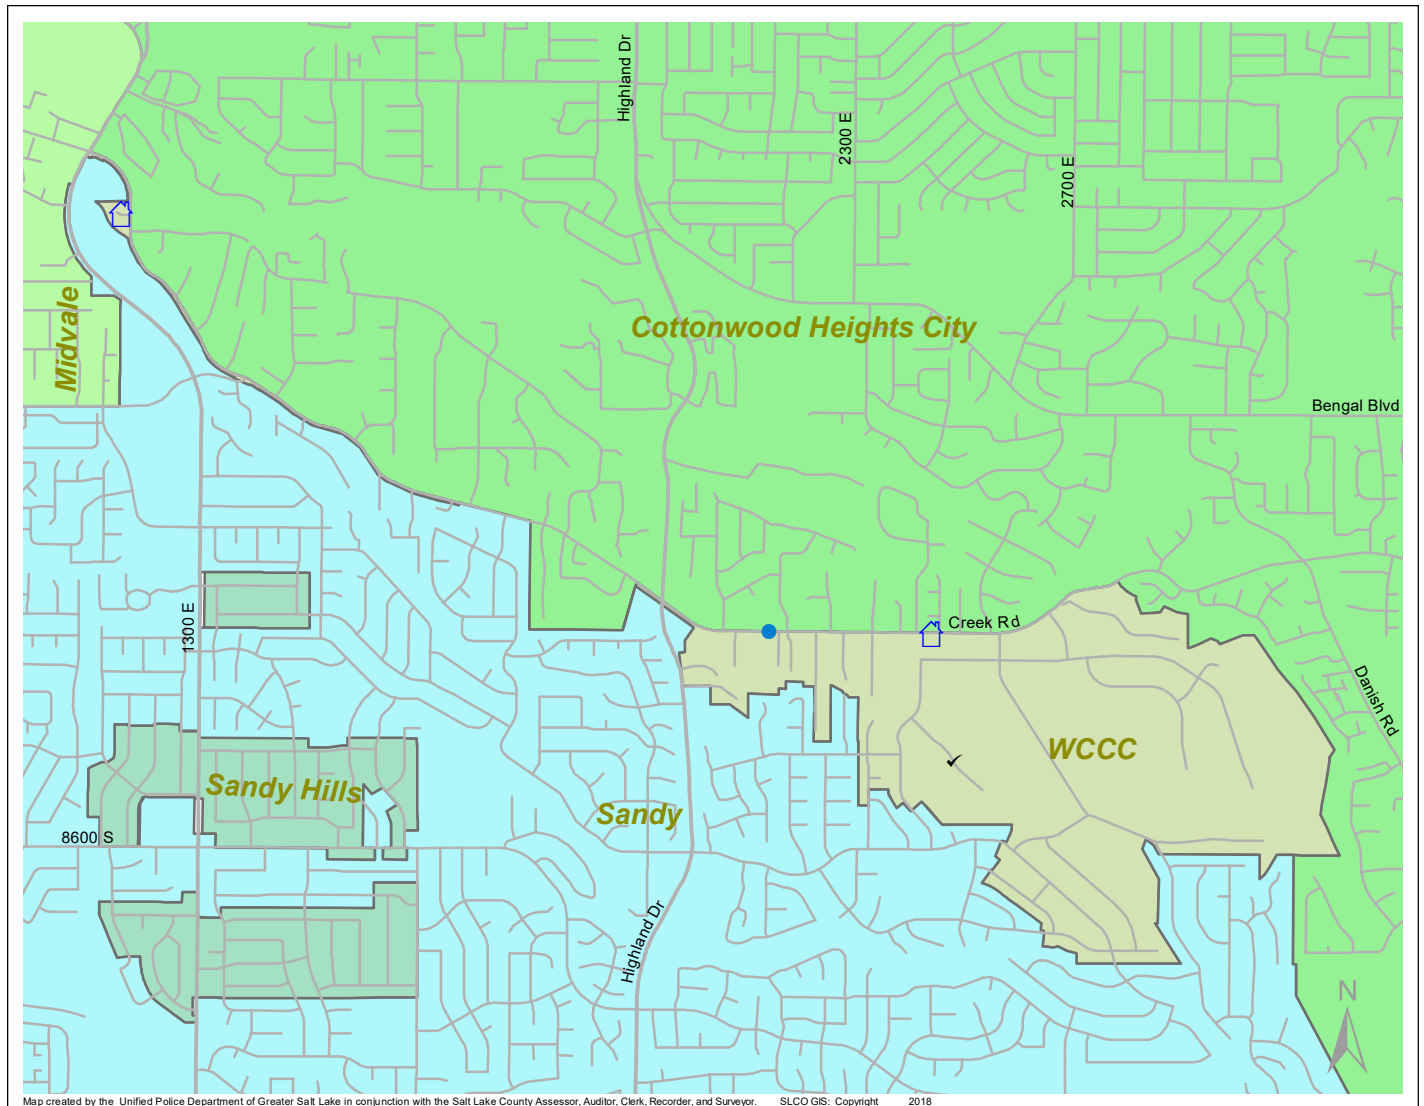 Highland Dr
2300 E
2700 E
Midvale
Cottonwood Heights City
Bengal Blvd
1300 E
Creek Rd
Danish Rd
WCCC
Sandy Hills
Sandy
8600 S
Highland Dr
N
Map created by the Unified Police Department of Greater Salt Lake in conjunction with the Salt Lake County Assessor, Auditor, Clerk, Recorder, and Surveyor. SLCO GIS: Copyright 2018